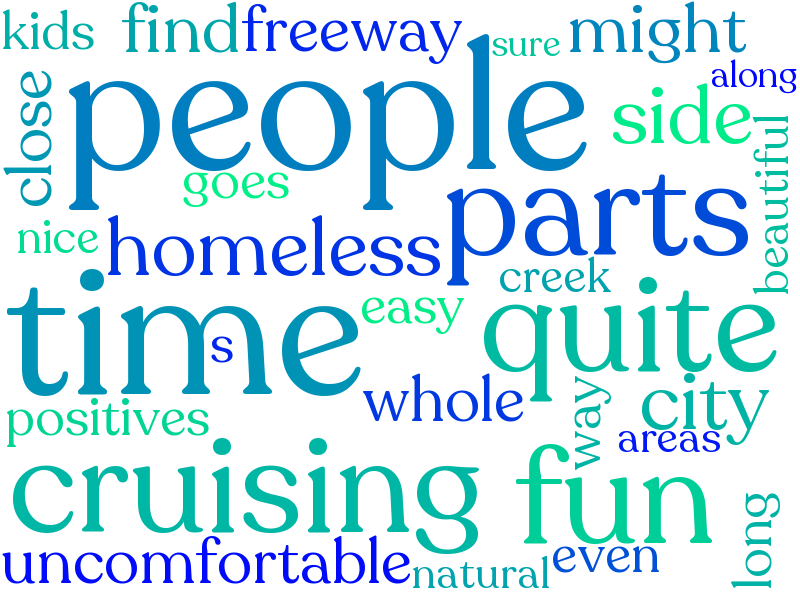 kids
find
freeway
sure
might
along
close
people
side
beautiful
goes
parts
nice
homeless
creek
time
s
easy
quite
whole
way
city
positives
areas
cruising
fun
long
uncomfortable
natural
even